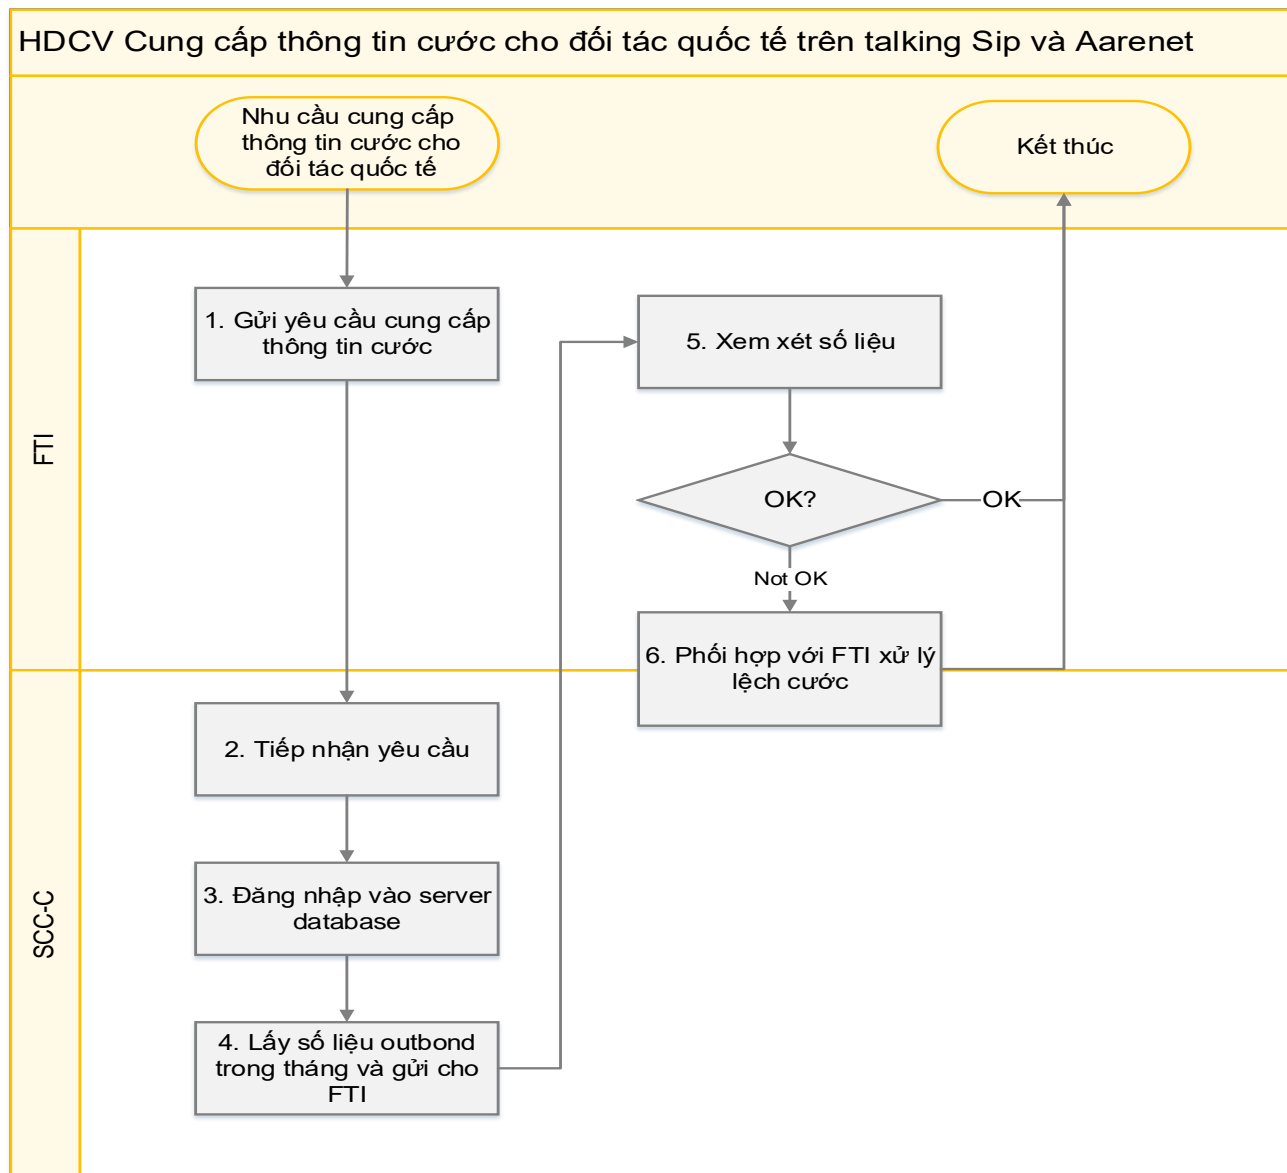 HDCV Cung cấp thông tin cước cho đối tác quốc tế trên talking Sip và Aarenet
Nhu cầu cung cấp
thông tin cước cho
đối tác quốc tế
Kết thúc
FTI
1. Gửi yêu cầu cung cấp
thông tin cước
5. Xem xét số liệu
OK?
OK
Not OK
6. Phối hợp với FTI xử lý
lệch cước
SCC-C
2. Tiếp nhận yêu cầu
3. Đăng nhập vào server
database
4. Lấy số liệu outbond
trong tháng và gửi cho
FTI